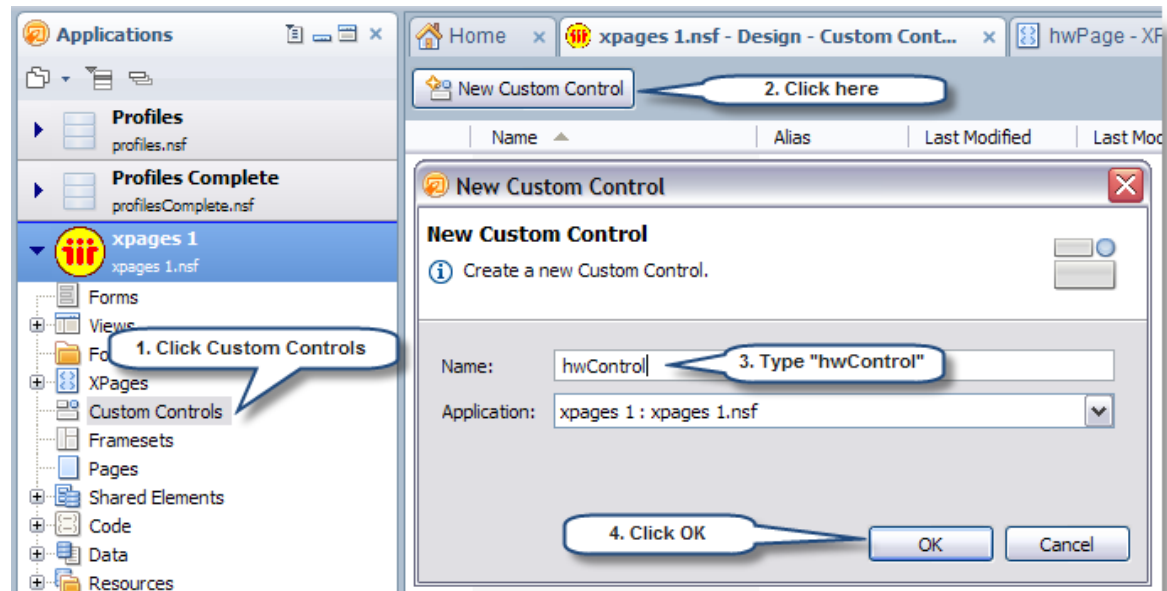 Applications
Profiles
profiles.nsf
Profiles Complete
profilesComplete.nsf
xpages 1
xpages 1.nsf
Forms
Views
1. Click Custom Controls
XPages
Custom Controls
Framesets
Pages
Shared Elements
Code
Data
Resources
Home
xpages 1.nsf - Design - Custom Cont...
hwPage - XP
New Custom Control
2. Click here
Name Alias Last Modified Last Mod
New Custom Control
New Custom Control
Create a new Custom Control.
Name: hwControl
3. Type "hwControl"
Application: xpages 1 : xpages 1.nsf
4. Click OK
OK Cancel